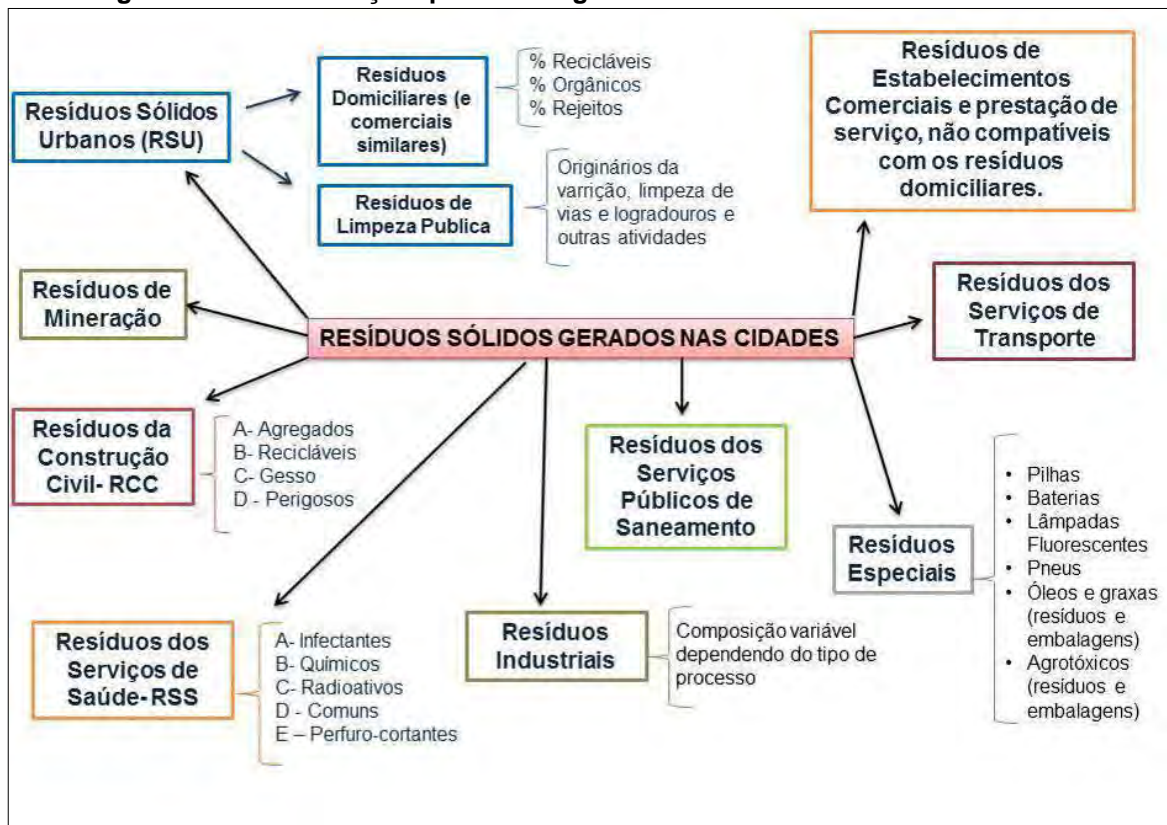 Resíduos Sólidos
Urbanos (RSU)
Resíduos
Domiciliares (e
comerciais
similares)
% Recicláveis
% Orgânicos
% Rejeitos
Resíduos de
Limpeza Publica
Originários da
varrição, limpeza de
vias e logradouros e
outras atividades
Resíduos de
Estabelecimentos
Comerciais e prestação de
serviço, não compatíveis
com os resíduos
domiciliares.
Resíduos de
Mineração
RESÍDUOS SÓLIDOS GERADOS NAS CIDADES
Resíduos dos
Serviços de
Transporte
Resíduos da
Construção
Civil- RCC
A- Agregados
B- Recicláveis
C- Gesso
D - Perigosos
Resíduos dos
Serviços
Públicos de
Saneamento
Resíduos
Especiais
• Pilhas
• Baterias
• Lâmpadas
Fluorescentes
• Pneus
• Óleos e graxas
(resíduos e
embalagens)
• Agrotóxicos
(resíduos e
embalagens)
Resíduos dos
Serviços de
Saúde- RSS
A- Infectantes
B- Químicos
C- Radioativos
D - Comuns
E – Perfuro-cortantes
Resíduos
Industriais
Composição variável
dependendo do tipo de
processo